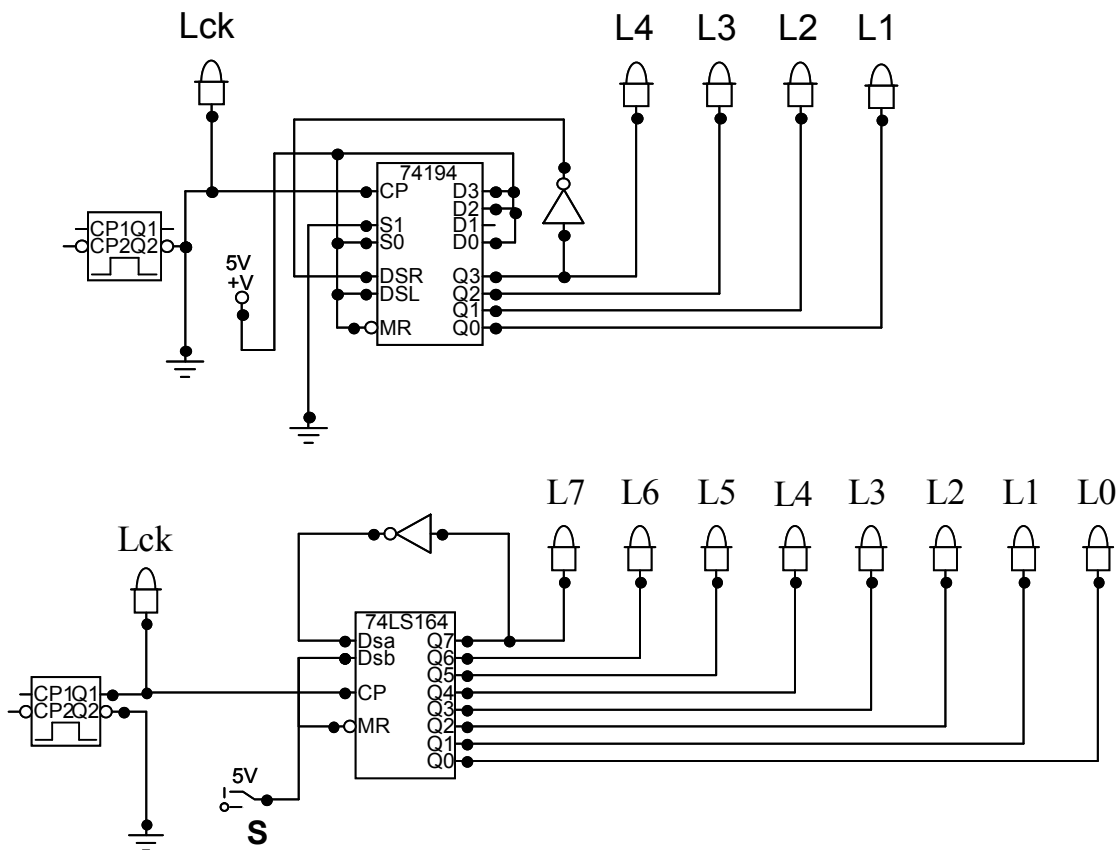 Lck
L4 L3 L2 L1
74194
CP D3
D2
S1 D1
S0 D0
CP1Q1
CP2Q2
5V
+V
DSR Q3
DSL Q2
Q1
MR Q0
L7 L6 L5 L4 L3 L2 L1 L0
Lck
74LS164
Dsa Q7
Dsb Q6
Q5
CP Q4
CP1Q1
CP2Q2
Q3
MR Q2
Q1
Q0
5V
S